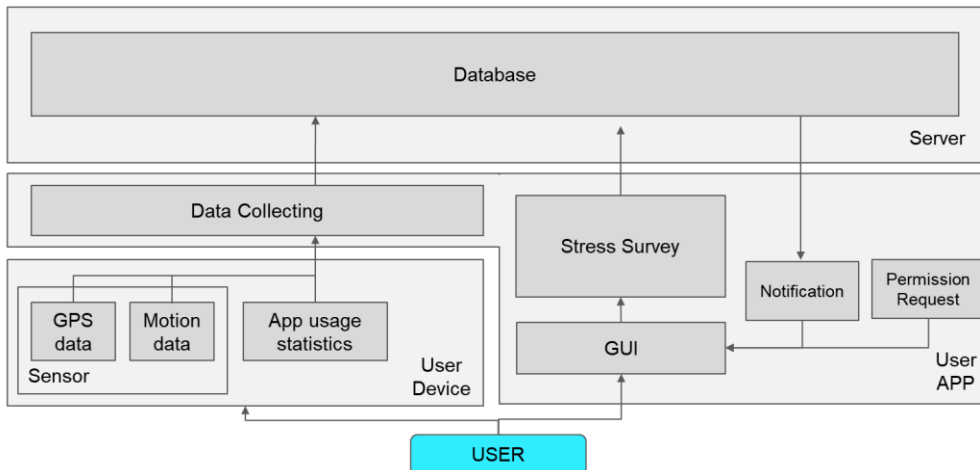 Database
Server
Data Collecting
Stress Survey
Notification
Permission
Request
GPS
data
Motion
data
App usage
statistics
Sensor
User
Device
GUI
User
APP
USER